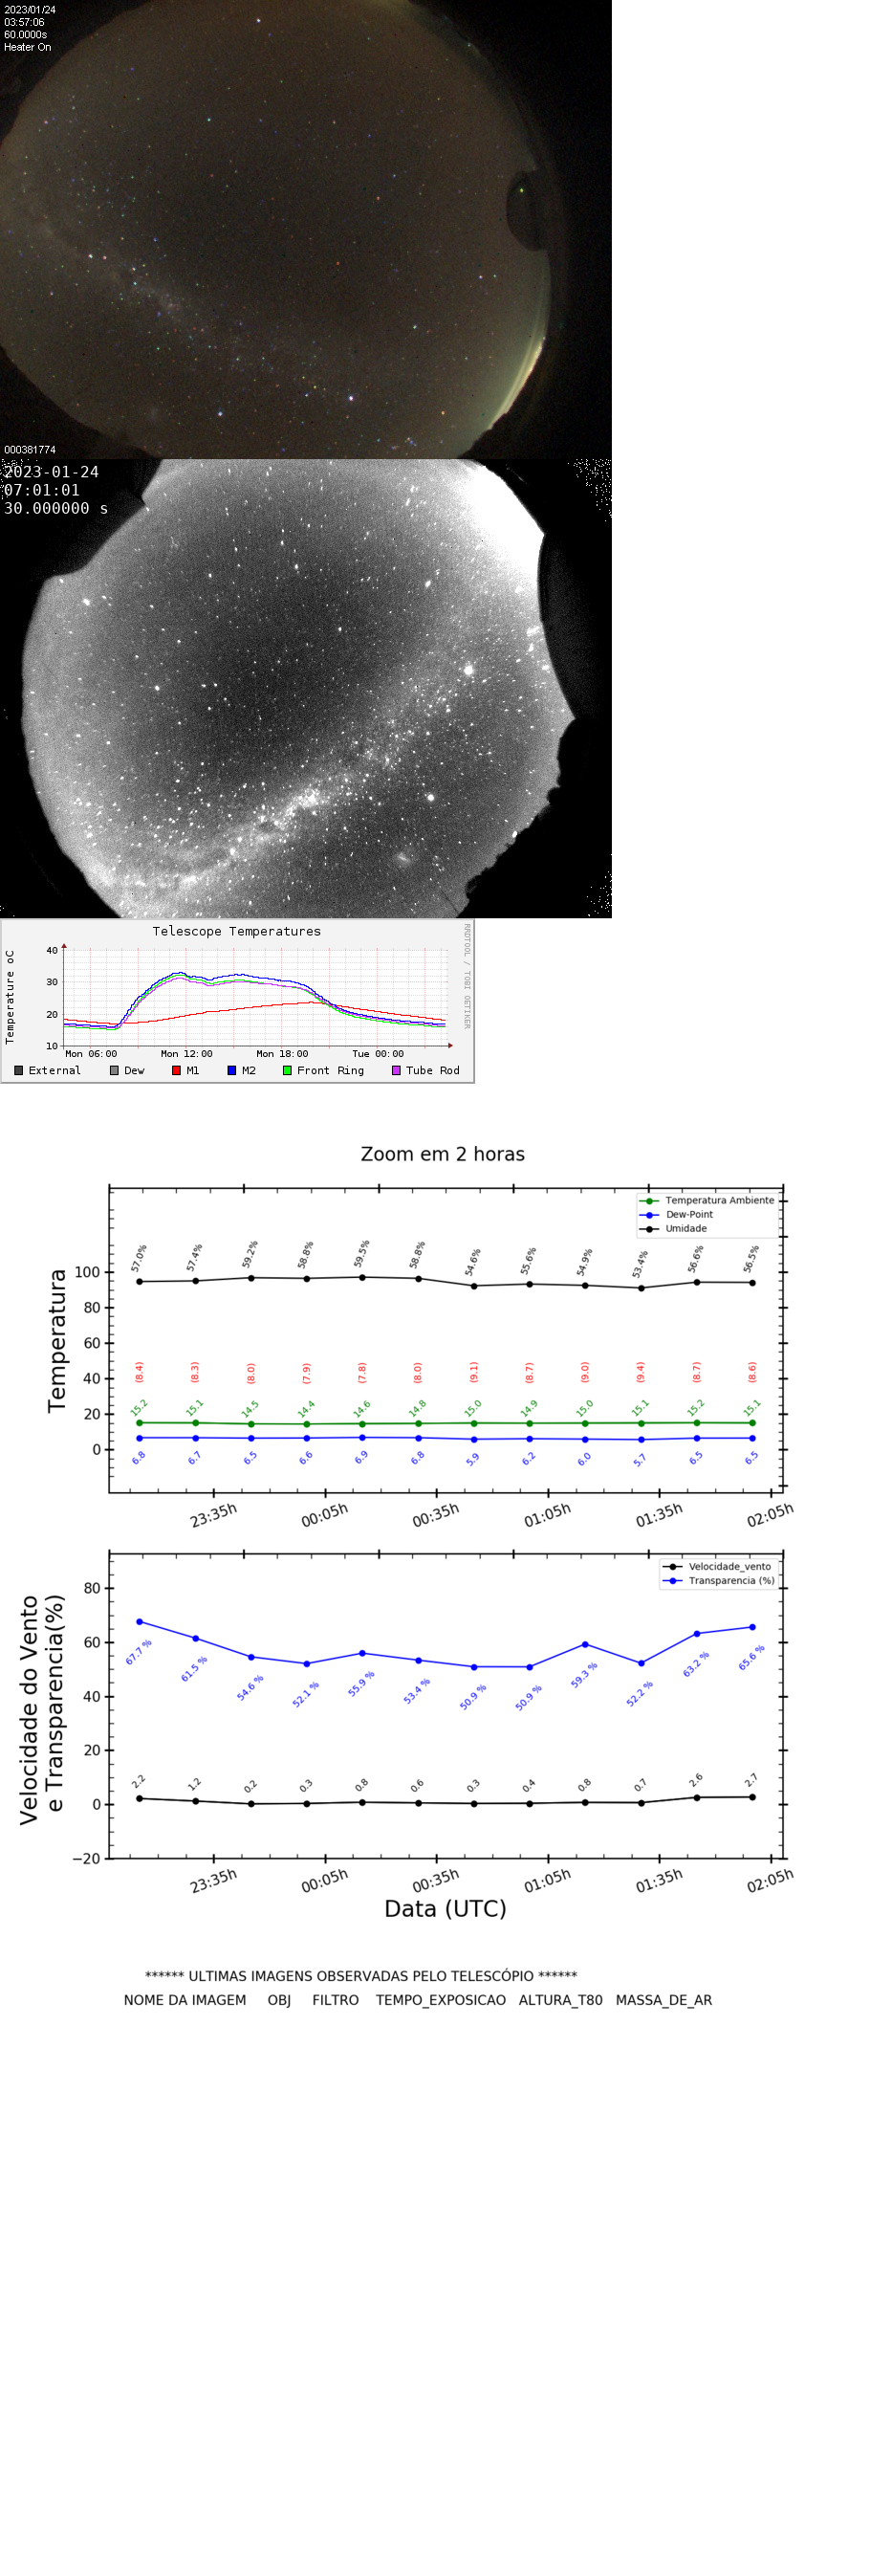 2023/01/24
03:57:06
60.0000s
Heater On
000381774
2023-01-24
07:01:01
30.000000 s
Telescope Temperatures
RRDTOOL / TOBI OETIKER
Temperature oC
40
30
20
10
Mon 06:00 Mon 12:00 Mon 18:00 Tue 00:00
External Dew M1 M2 Front Ring Tube Rod
Zoom em 2 horas
Temperatura Ambiente
Dew-Point
Umidade
Temperatura
100
80
60
40
20
0
57.0% 57.4% 59.2% 58.8% 59.5% 58.8% 54.6% 55.6% 54.9% 53.4% 56.6% 56.5%
(8.4) (8.3) (8.0) (7.9) (7.8) (8.0) (9.1) (8.7) (9.0) (9.4) (8.7) (8.6)
15.2 15.1 14.5 14.4 14.6 14.8 15.0 14.9 15.0 15.1 15.2 15.1
6.8 6.7 6.5 6.6 6.9 6.8 5.9 6.2 6.0 5.7 6.5 6.5
23:35h 00:05h 00:35h 01:05h 01:35h 02:05h
Velocidade_vento
Transparencia (%)
Velocidade do Vento
e Transparencia(%)
80
60
40
20
0
−20
67.7 % 61.5 % 54.6 % 52.1 % 55.9 % 53.4 % 50.9 % 50.9 % 59.3 % 52.2 % 63.2 % 65.6 %
2.2 1.2 0.2 0.3 0.8 0.6 0.3 0.4 0.8 0.7 2.6 2.7
23:35h 00:05h 00:35h 01:05h 01:35h 02:05h
Data (UTC)
****** ULTIMAS IMAGENS OBSERVADAS PELO TELESCÓPIO ******
NOME DA IMAGEM OBJ FILTRO TEMPO_EXPOSICAO ALTURA_T80 MASSA_DE_AR